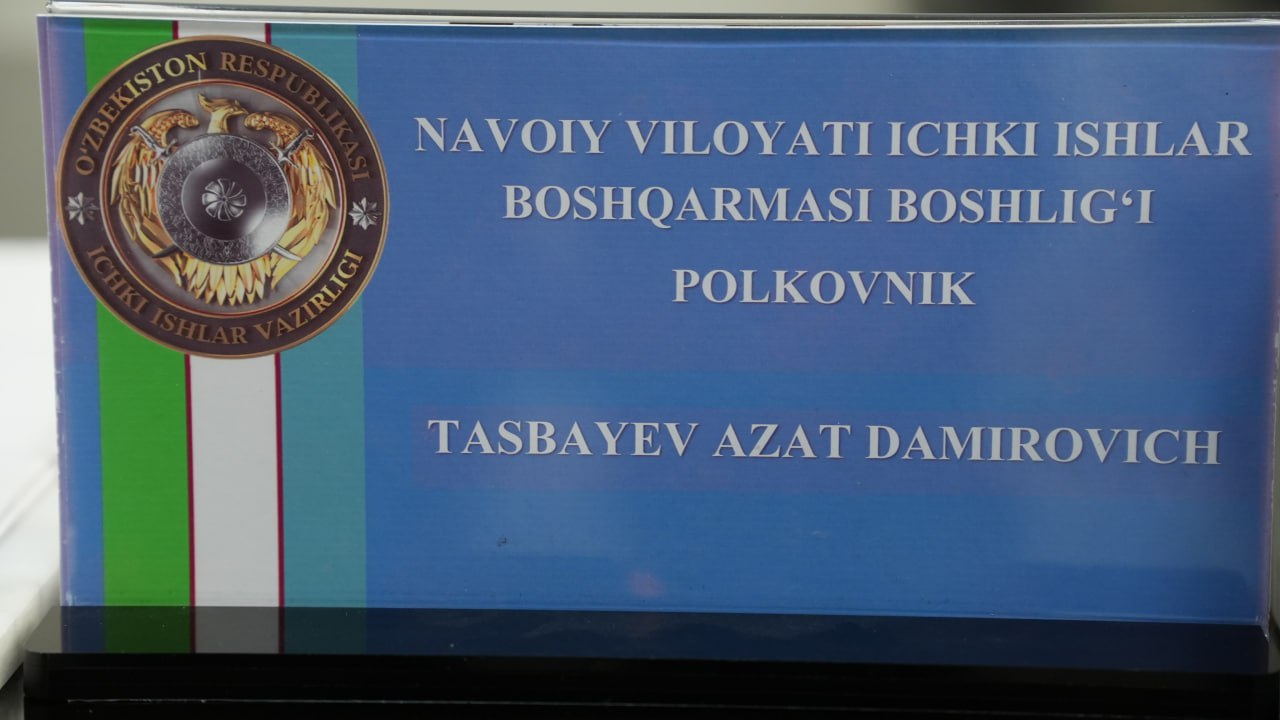 O'ZBEKISTON RESPUBLIKASI
ICHKI ISHLAR VAZIRLIGI
NAVOIY VILOYATI ICHKI ISHLAR
BOSHQARMASI BOSHLIG‘I
POLKOVNIK
TASBAYEV AZAT DAMIROVICH